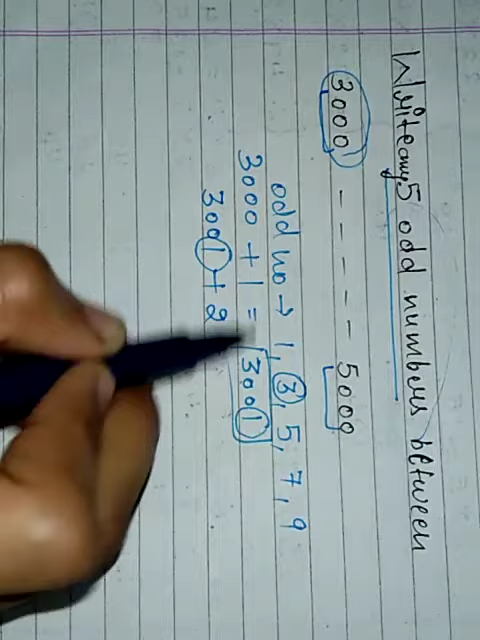 Write any 5 odd numbers between
3000 - - - - - - 5000
odd no → 1, 3, 5, 7, 9
3000 + 1 = 3001
3001 + 2